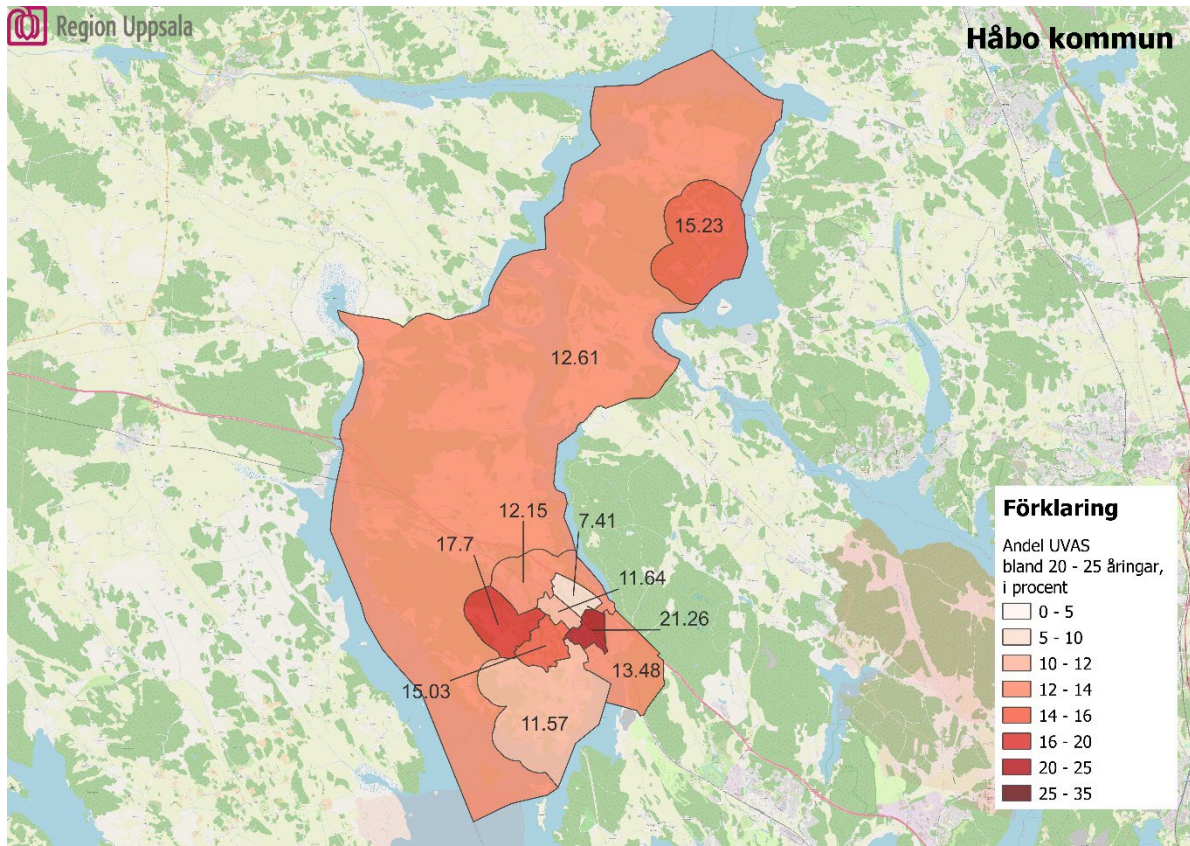 Region Uppsala
Håbo kommun
15.23
12.61
12.15
7.41
17.7
11.64
21.26
13.48
15.03
11.57
Förklaring
Andel UVAS
bland 20 - 25 åringar,
i procent
0 - 5
5 - 10
10 - 12
12 - 14
14 - 16
16 - 20
20 - 25
25 - 35